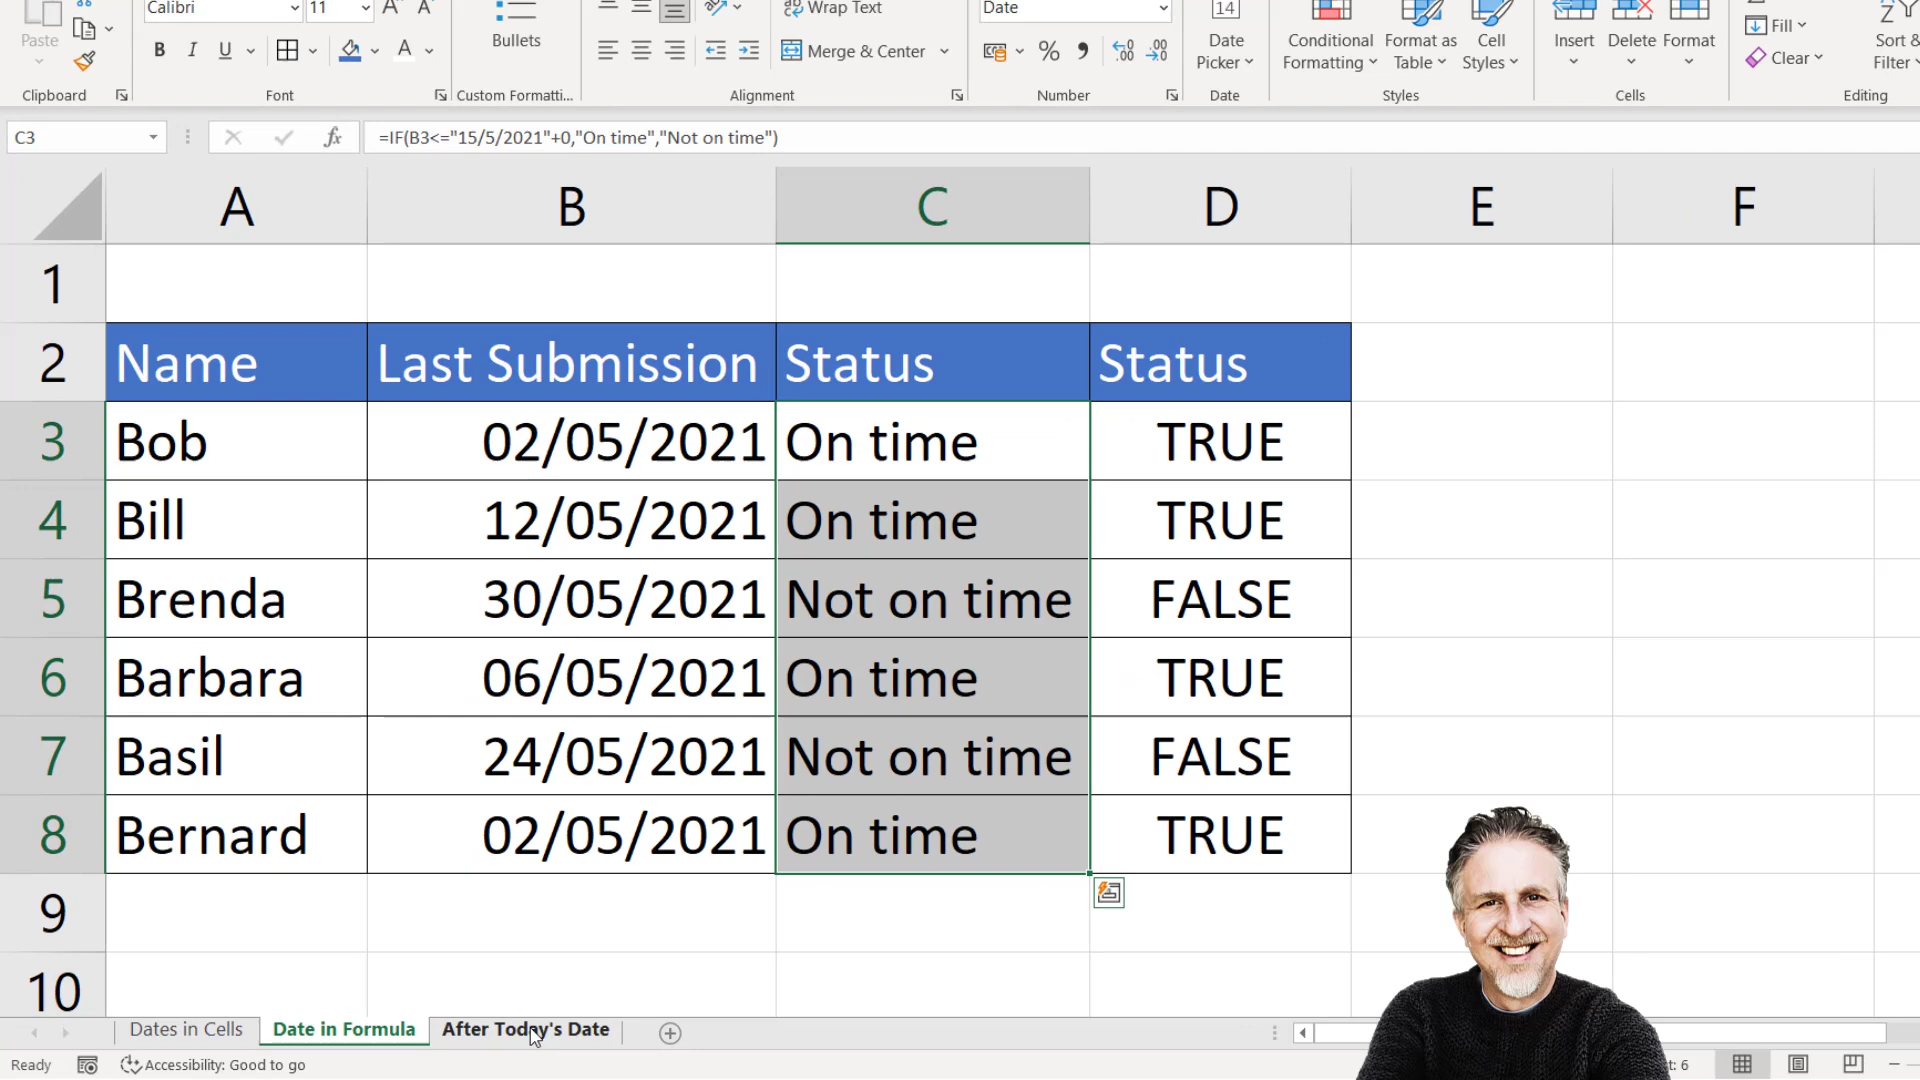 Calibri 11 Wrap Text Date 14
Paste Bullets Merge & Center Date Picker Conditional Formatting Format as Table Cell Styles Insert Delete Format Fill Clear Sort & Filter
B I U A
Clipboard Font Custom Formatti... Alignment Number Date Styles Cells Editing
C3 fx =IF(B3<="15/5/2021"+0,"On time","Not on time")
A B C D E F
1
2 Name Last Submission Status Status
3 Bob 02/05/2021 On time TRUE
4 Bill 12/05/2021 On time TRUE
5 Brenda 30/05/2021 Not on time FALSE
6 Barbara 06/05/2021 On time TRUE
7 Basil 24/05/2021 Not on time FALSE
8 Bernard 02/05/2021 On time TRUE
9
10
Dates in Cells Date in Formula After Today's Date
Ready Accessibility: Good to go t: 6